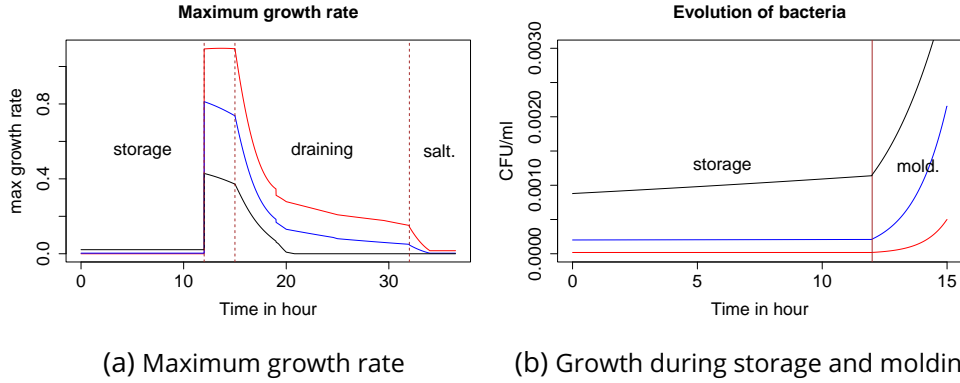 Maximum growth rate
max growth rate
0.0
0.4
0.8
storage
draining
salt.
0
10
20
30
Time in hour
(a) Maximum growth rate
Evolution of bacteria
CFU/ml
0.0000
0.0010
0.0020
0.0030
storage
mold.
0
5
10
15
Time in hour
(b) Growth during storage and moldin